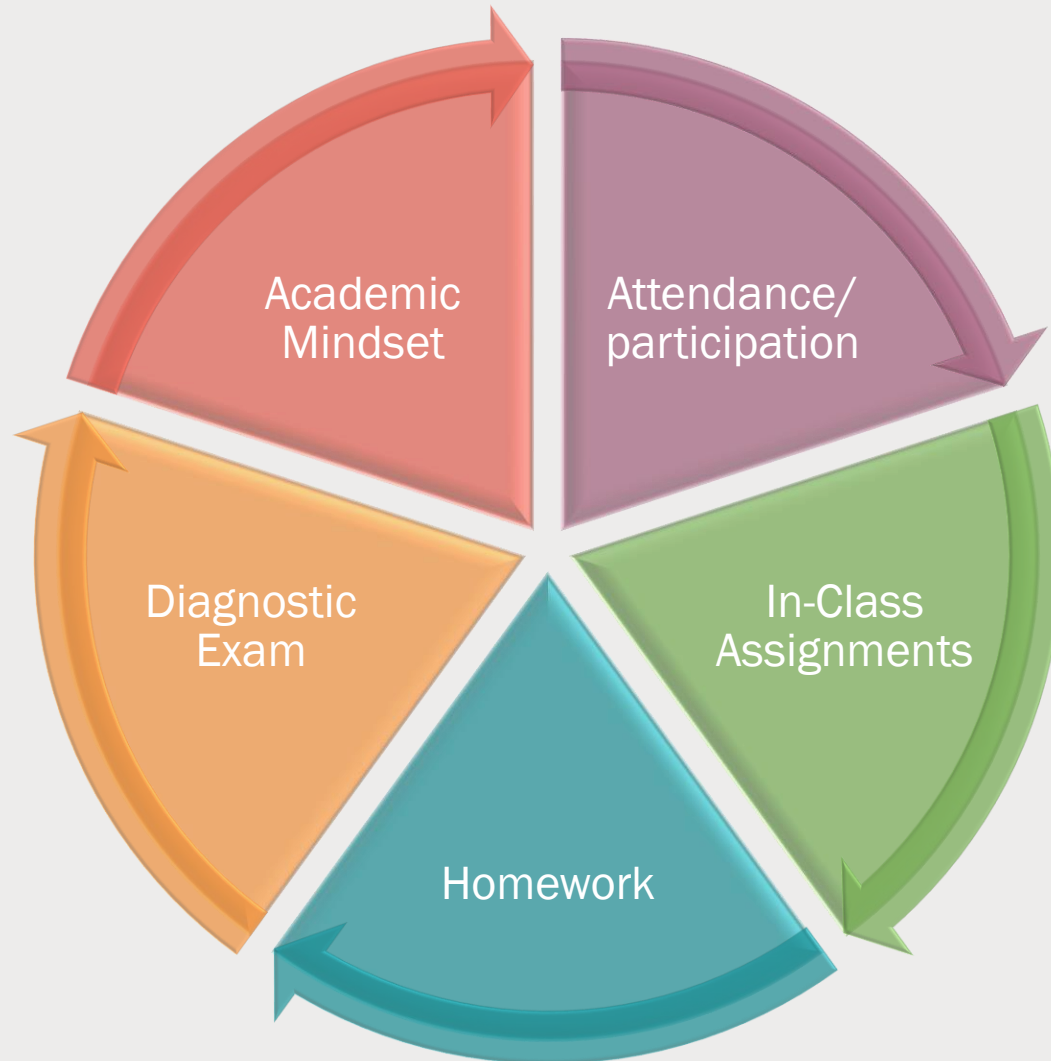 Academic
Mindset
Attendance/
participation
Diagnostic
Exam
In-Class
Assignments
Homework